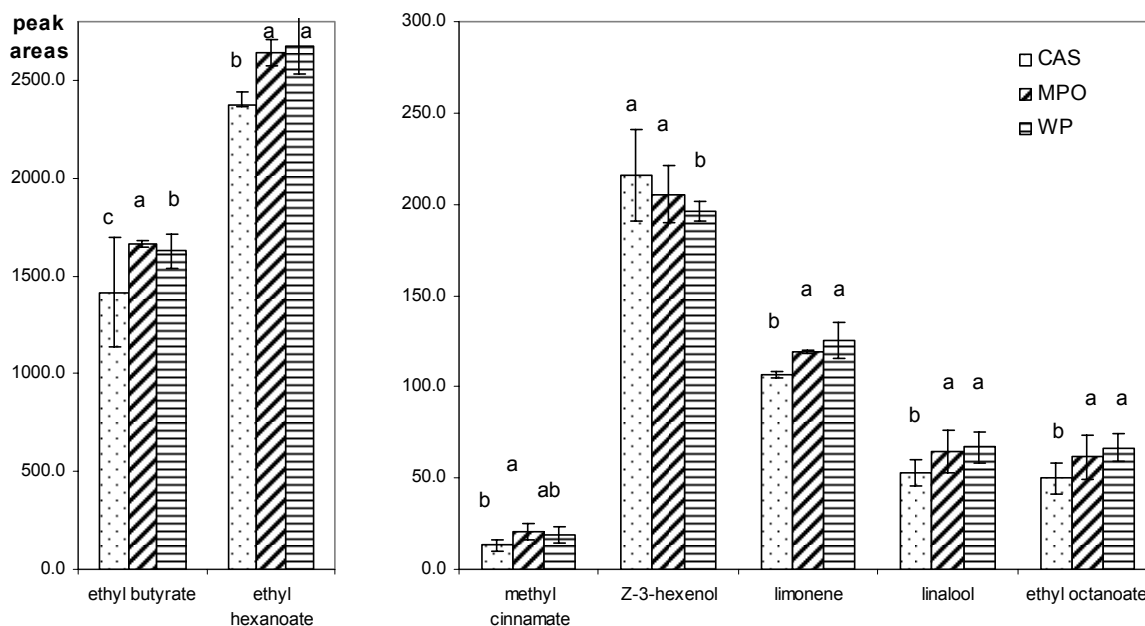 peak
areas
2500.0
2000.0
1500.0
1000.0
500.0
0.0
c a b
b a a
ethyl butyrate ethyl
hexanoate
300.0
250.0
200.0
150.0
100.0
50.0
0.0
CAS
MPO
WP
b a ab
a a b
b a a
b a a
b a a
methyl
cinnamate
Z-3-hexenol
limonene
linalool
ethyl octanoate